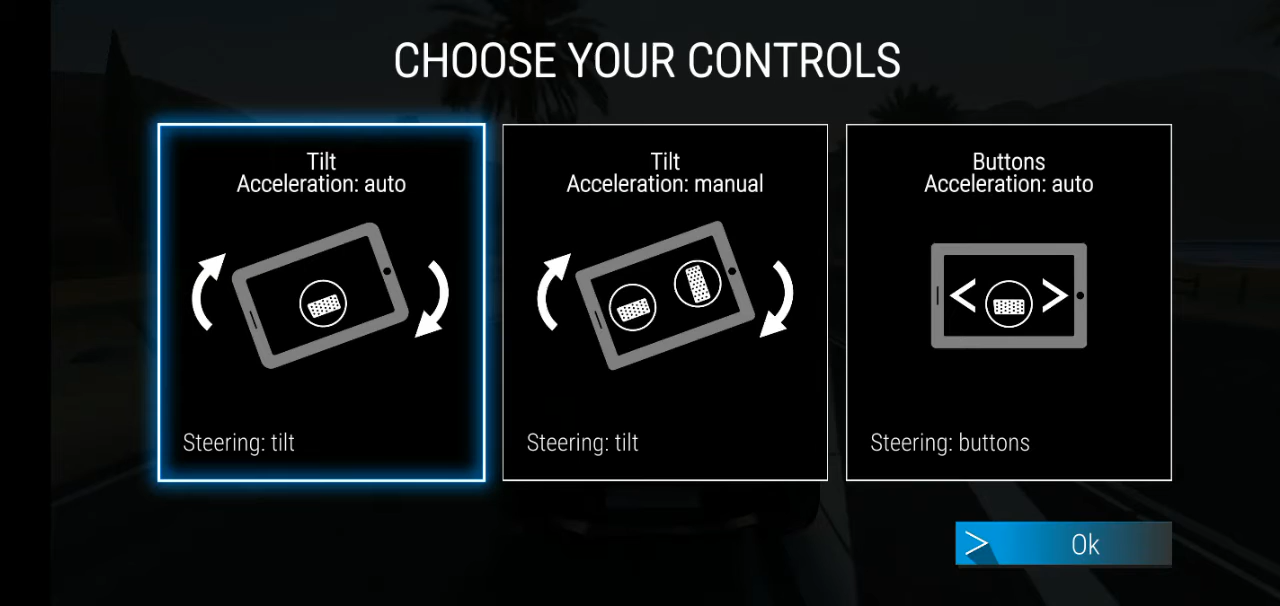 CHOOSE YOUR CONTROLS
Tilt
Acceleration: auto
Steering: tilt
Tilt
Acceleration: manual
Steering: tilt
Buttons
Acceleration: auto
< >
Steering: buttons
> Ok